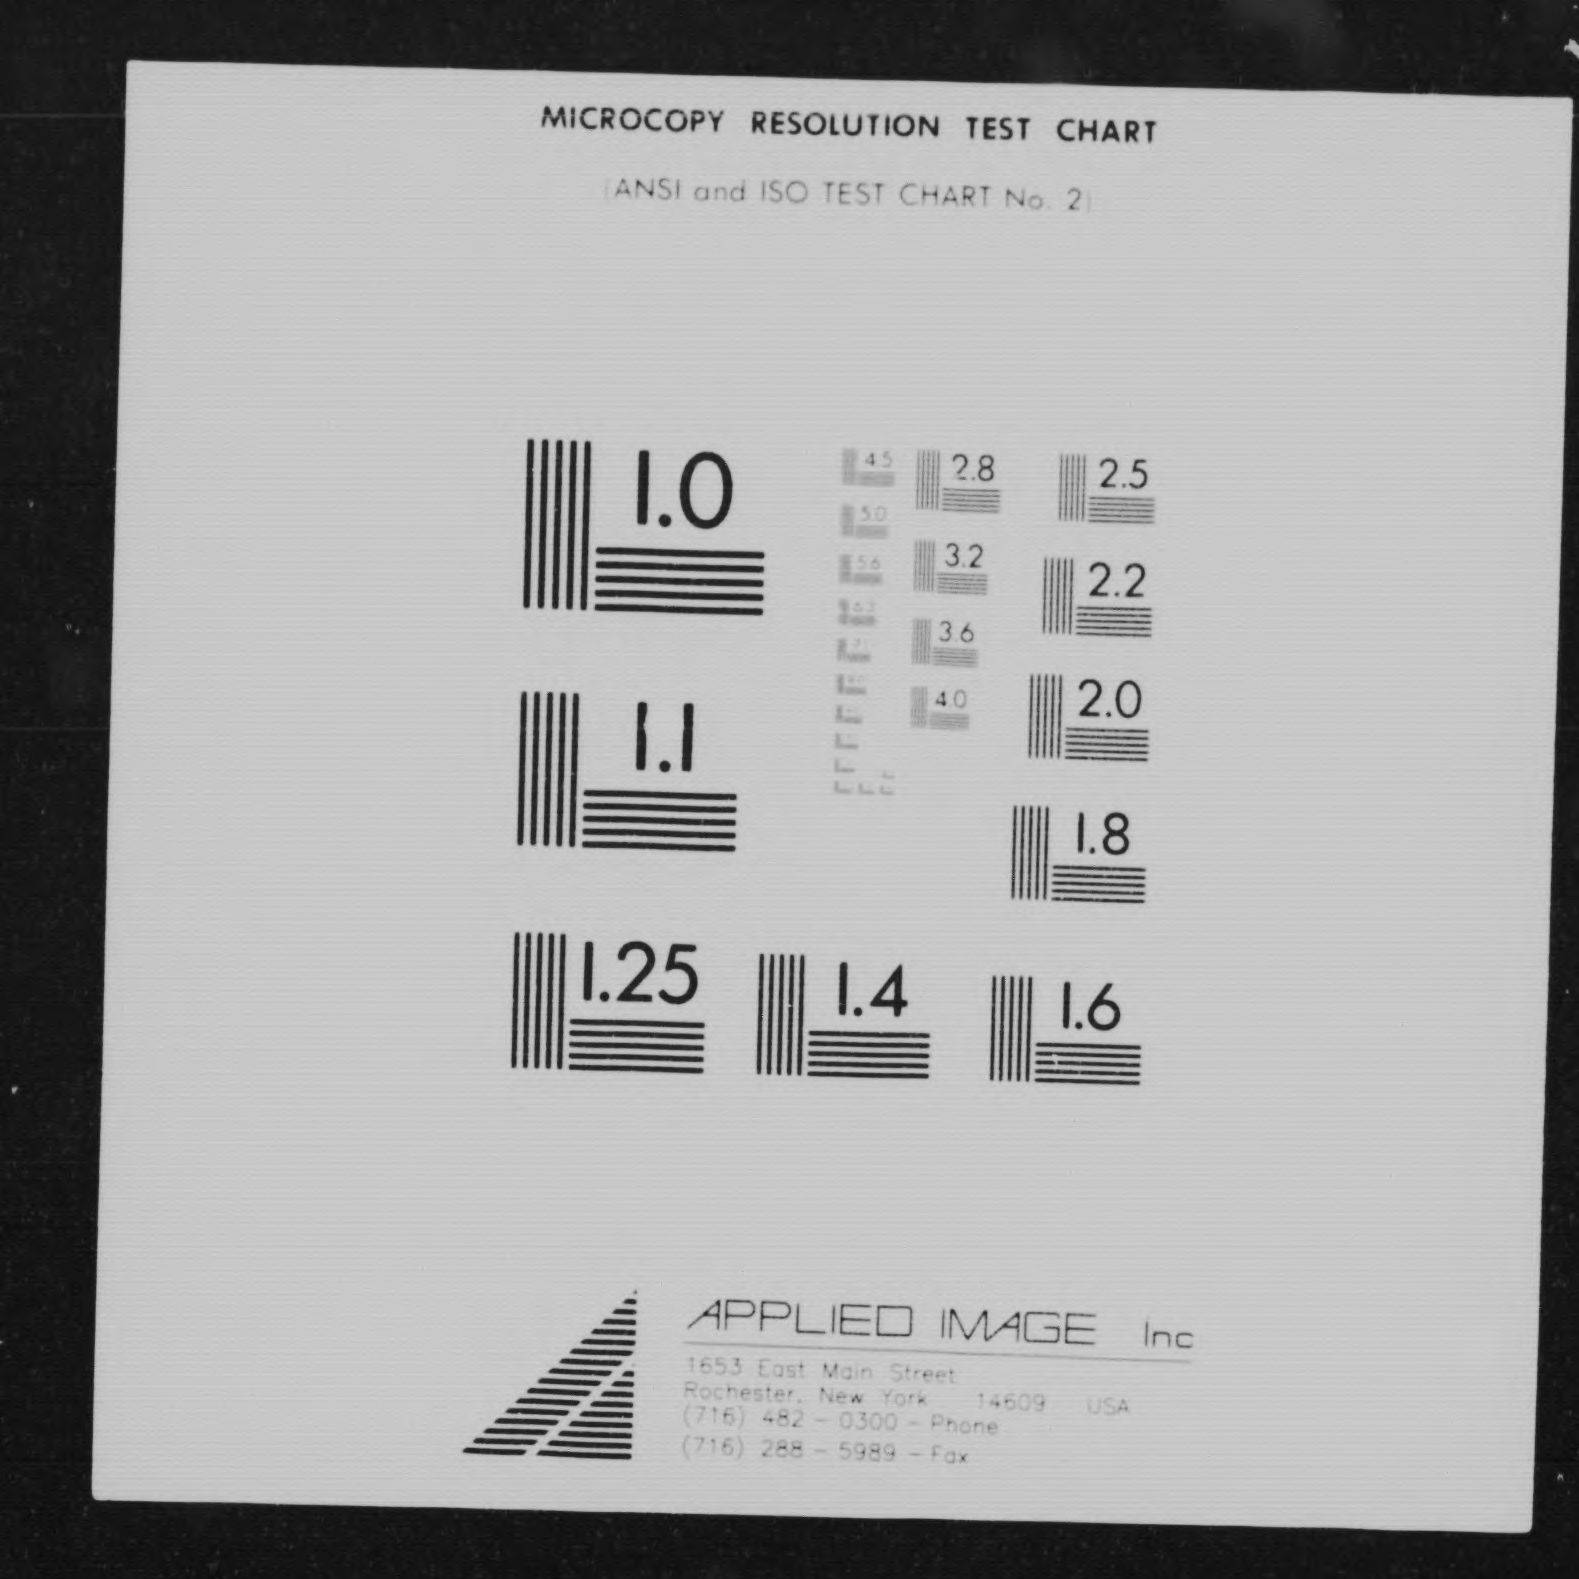 MICROCOPY RESOLUTION TEST CHART
(ANSI and ISO TEST CHART No. 2)
1.0
1.1
1.25
1.4
1.6
1.8
2.0
2.2
2.5
2.8
3.2
3.6
4.0
4.5
5.0
5.6
6.3
APPLIED IMAGE Inc
1653 East Main Street
Rochester, New York 14609 USA
(716) 482 - 0300 - Phone
(716) 288 - 5989 - Fax